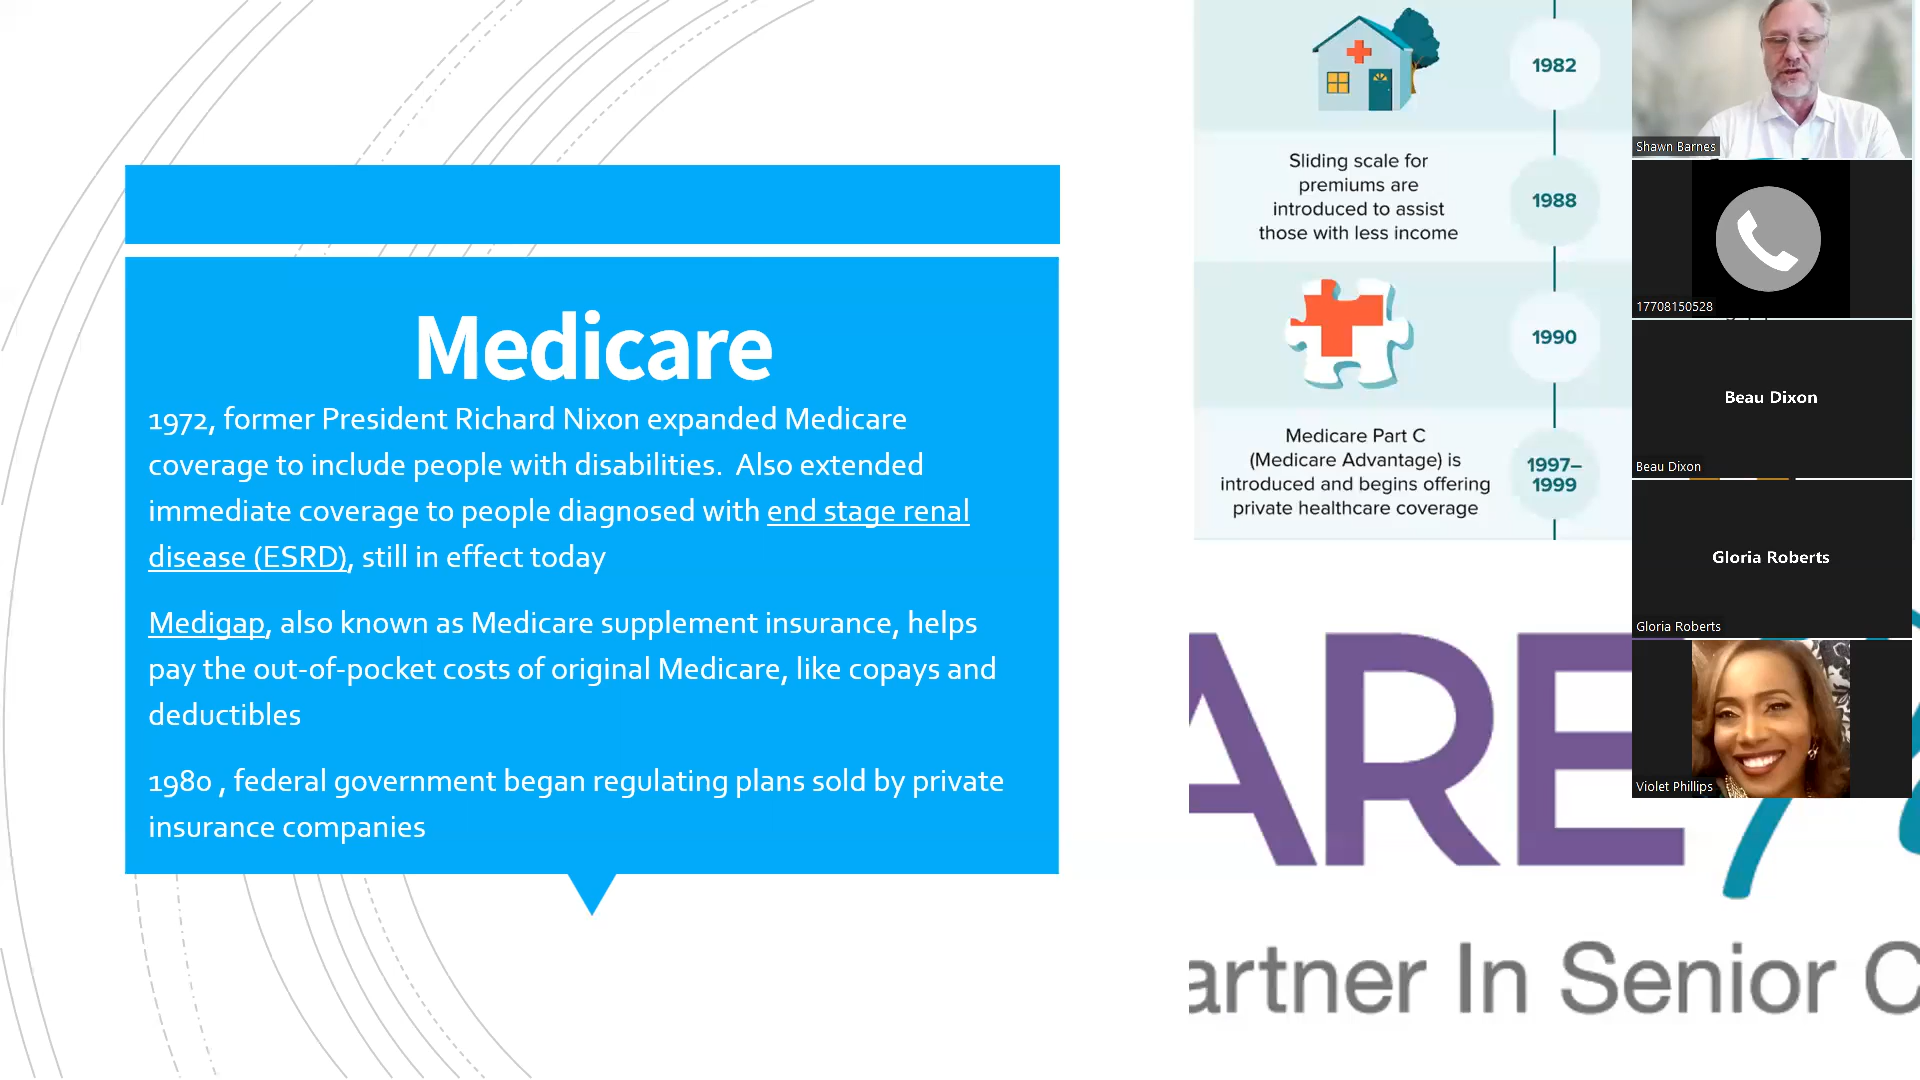 Medicare
1972, former President Richard Nixon expanded Medicare
coverage to include people with disabilities.  Also extended
immediate coverage to people diagnosed with end stage renal
disease (ESRD), still in effect today
Medigap, also known as Medicare supplement insurance, helps
pay the out-of-pocket costs of original Medicare, like copays and
deductibles
1980 , federal government began regulating plans sold by private
insurance companies
1982
Sliding scale for
premiums are
introduced to assist
those with less income
1988
1990
Medicare Part C
(Medicare Advantage) is
introduced and begins offering
private healthcare coverage
1997–
1999
ARE
artner In Senior C
Shawn Barnes
17708150528
Beau Dixon
Beau Dixon
Gloria Roberts
Gloria Roberts
Violet Phillips